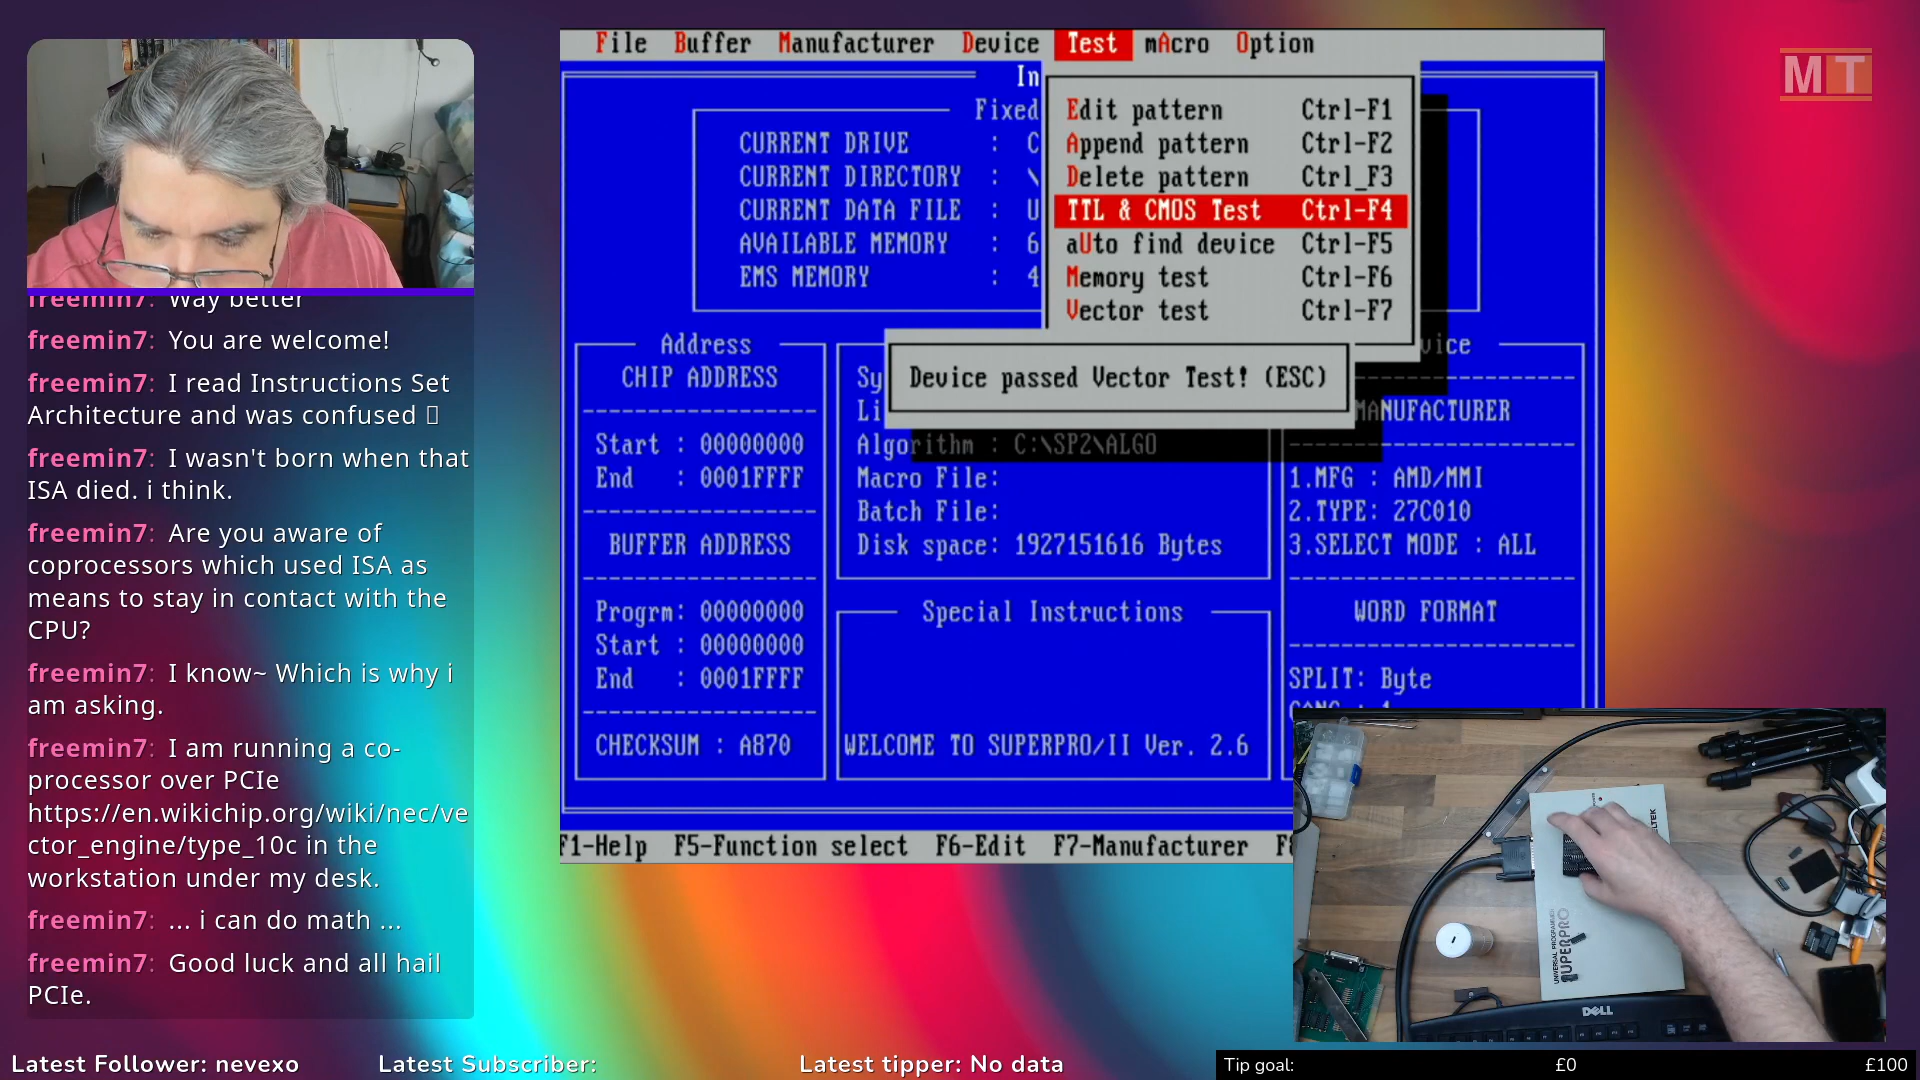 File Buffer Manufacturer Device Test mAcro Option
MT
In
Fixed
CURRENT DRIVE : C
CURRENT DIRECTORY : \
CURRENT DATA FILE : U
AVAILABLE MEMORY : 6
EMS MEMORY : 4
Edit pattern Ctrl-F1
Append pattern Ctrl-F2
Delete pattern Ctrl_F3
TTL & CMOS Test Ctrl-F4
aUto find device Ctrl-F5
Memory test Ctrl-F6
Vector test Ctrl-F7
Device passed Vector Test! (ESC)
Address
CHIP ADDRESS
Start : 00000000
End : 0001FFFF
BUFFER ADDRESS
Progrm: 00000000
Start : 00000000
End : 0001FFFF
CHECKSUM : A870
Sy
Li
Algorithm : C:\SP2\ALGO
Macro File:
Batch File:
Disk space: 1927151616 Bytes
Special Instructions
WELCOME TO SUPERPRO/II Ver. 2.6
vice
MANUFACTURER
1.MFG : AMD/MMI
2.TYPE: 27C010
3.SELECT MODE : ALL
WORD FORMAT
SPLIT: Byte
F1-Help F5-Function select F6-Edit F7-Manufacturer
freemin7: Way better
freemin7: You are welcome!
freemin7: I read Instructions Set
Architecture and was confused
freemin7: I wasn't born when that
ISA died. i think.
freemin7: Are you aware of
coprocessors which used ISA as
means to stay in contact with the
CPU?
freemin7: I know~ Which is why i
am asking.
freemin7: I am running a co-
processor over PCIe
https://en.wikichip.org/wiki/nec/ve
ctor_engine/type_10c in the
workstation under my desk.
freemin7: ... i can do math ...
freemin7: Good luck and all hail
PCIe.
UNIVERSAL PROGRAMMER
SUPERPRO
DELL
Latest Follower: nevexo
Latest Subscriber:
Latest tipper: No data
Tip goal: £0 £100